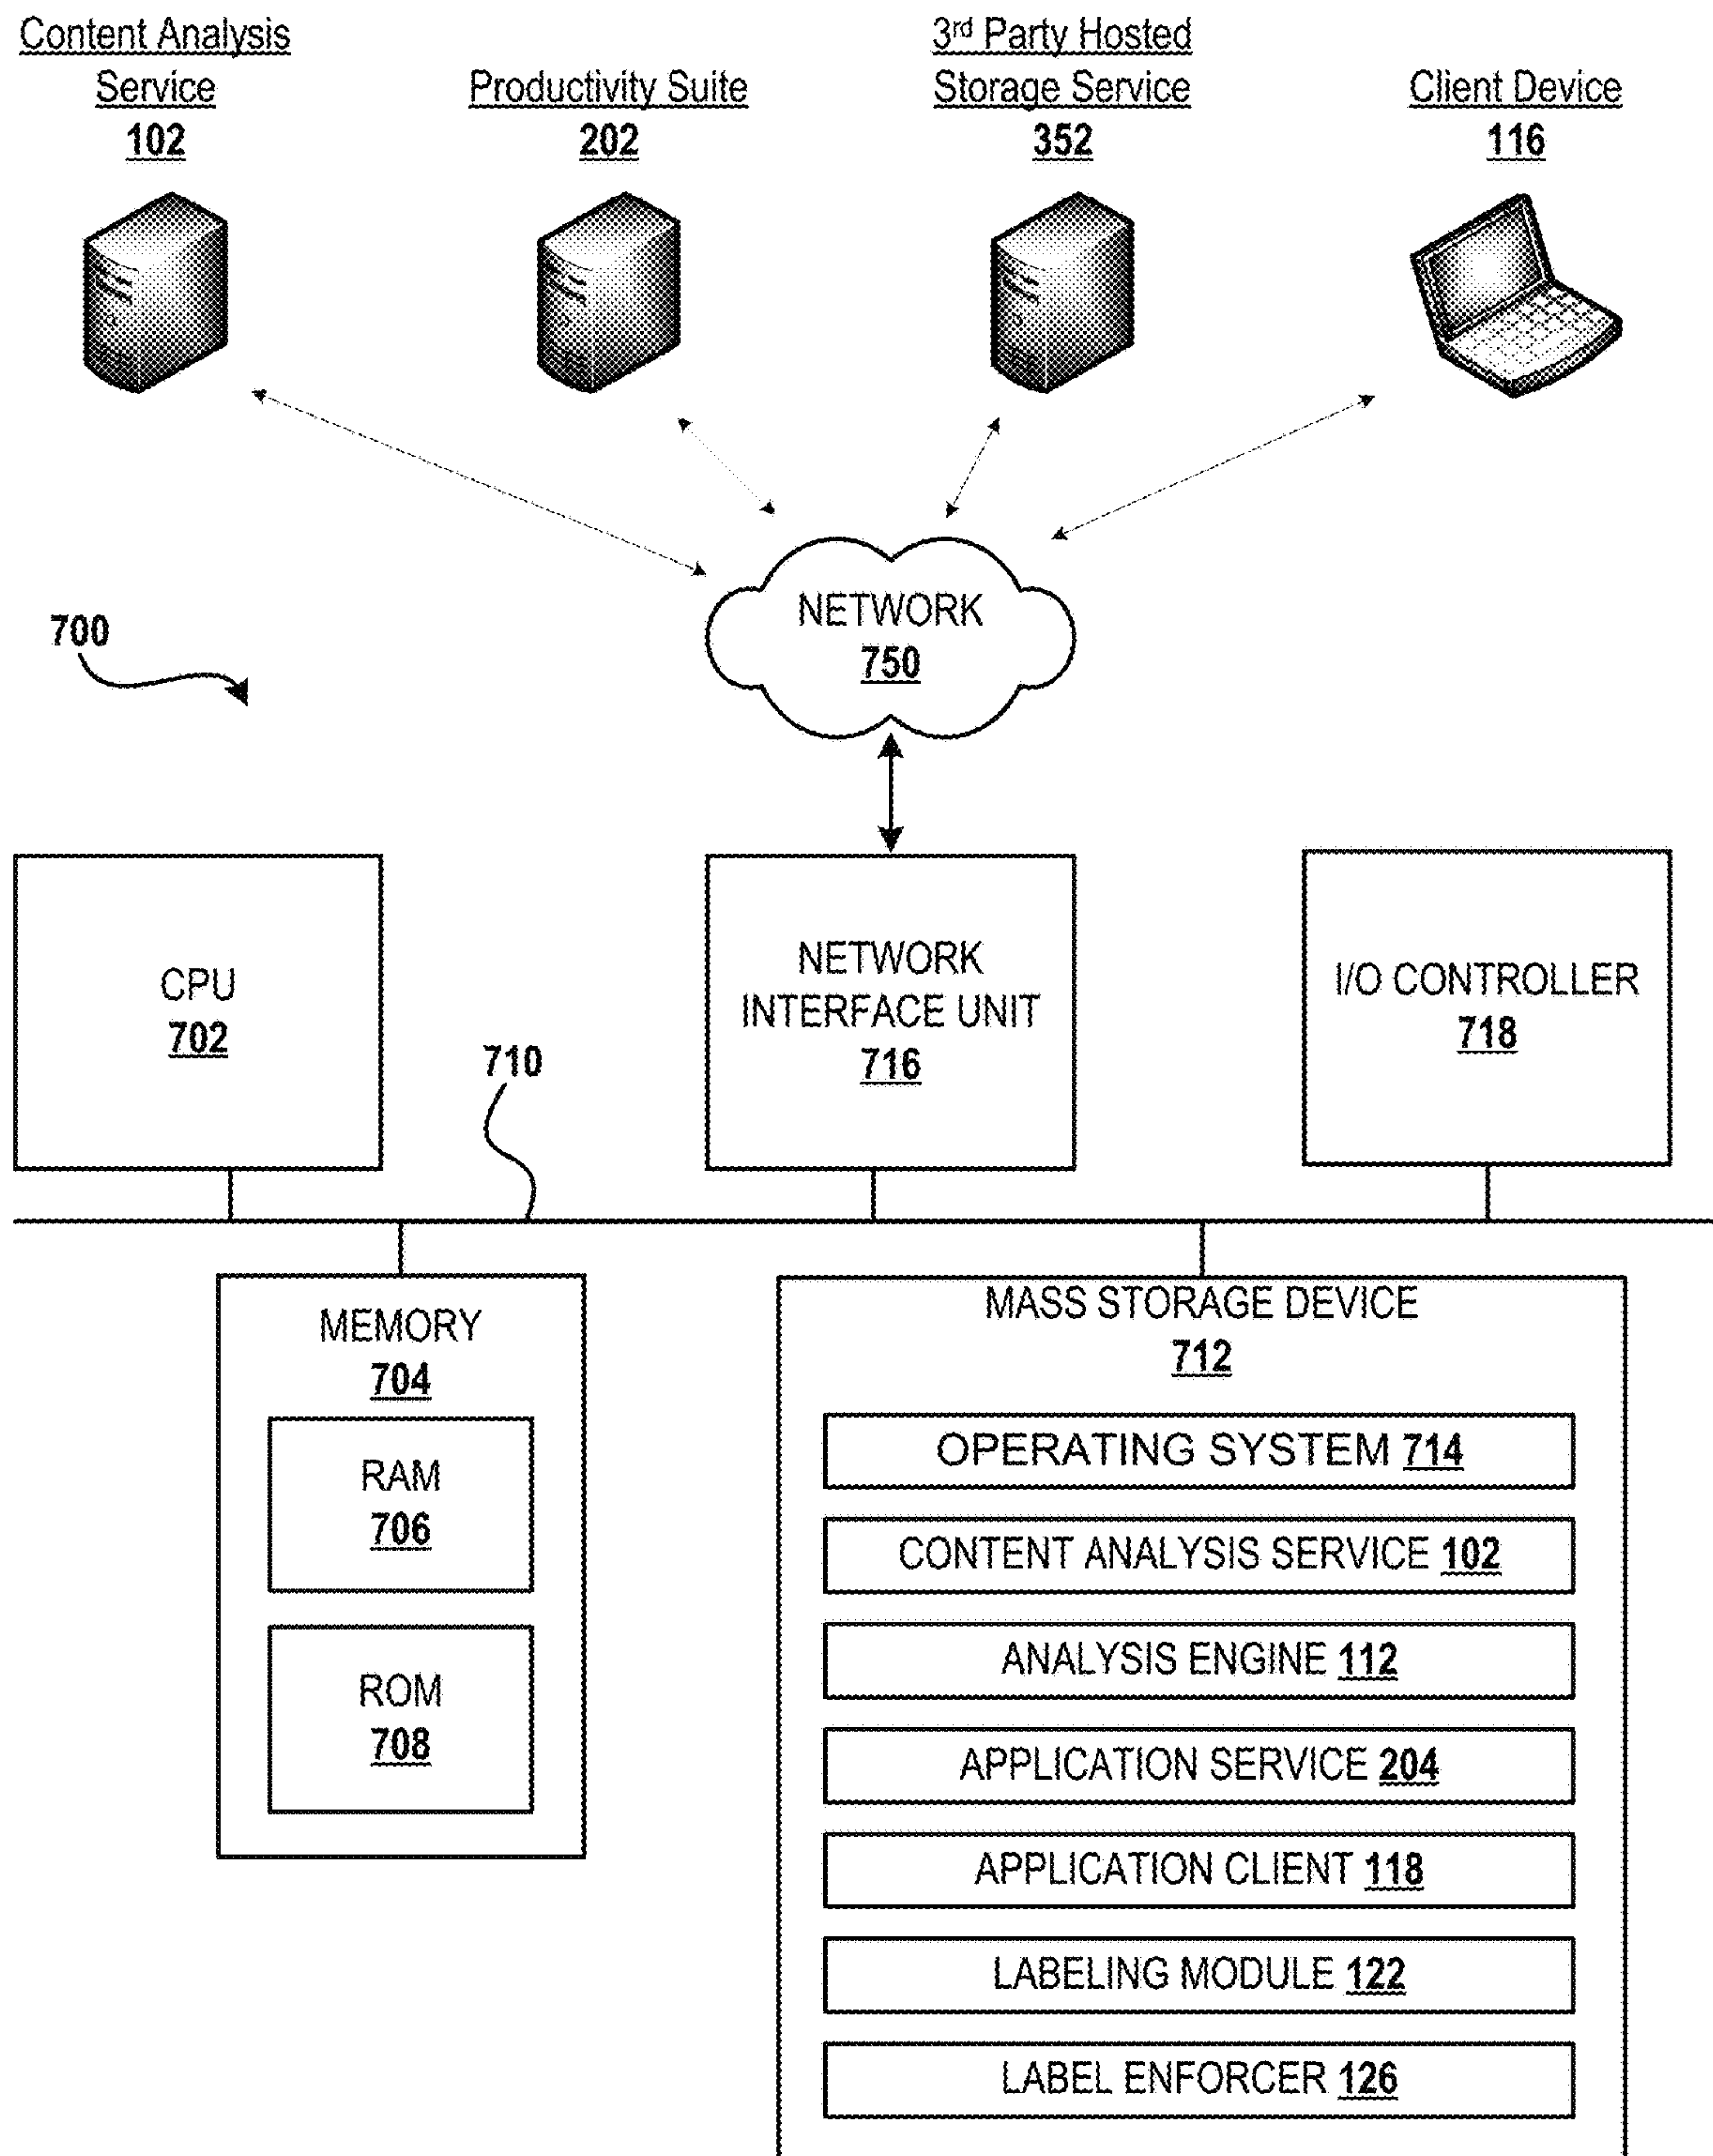 Content Analysis
Service
102
Productivity Suite
202
3rd Party Hosted
Storage Service
352
Client Device
116
NETWORK
750
700
CPU
702
NETWORK
INTERFACE UNIT
716
I/O CONTROLLER
718
710
MEMORY
704
RAM
706
ROM
708
MASS STORAGE DEVICE
712
OPERATING SYSTEM 714
CONTENT ANALYSIS SERVICE 102
ANALYSIS ENGINE 112
APPLICATION SERVICE 204
APPLICATION CLIENT 118
LABELING MODULE 122
LABEL ENFORCER 126